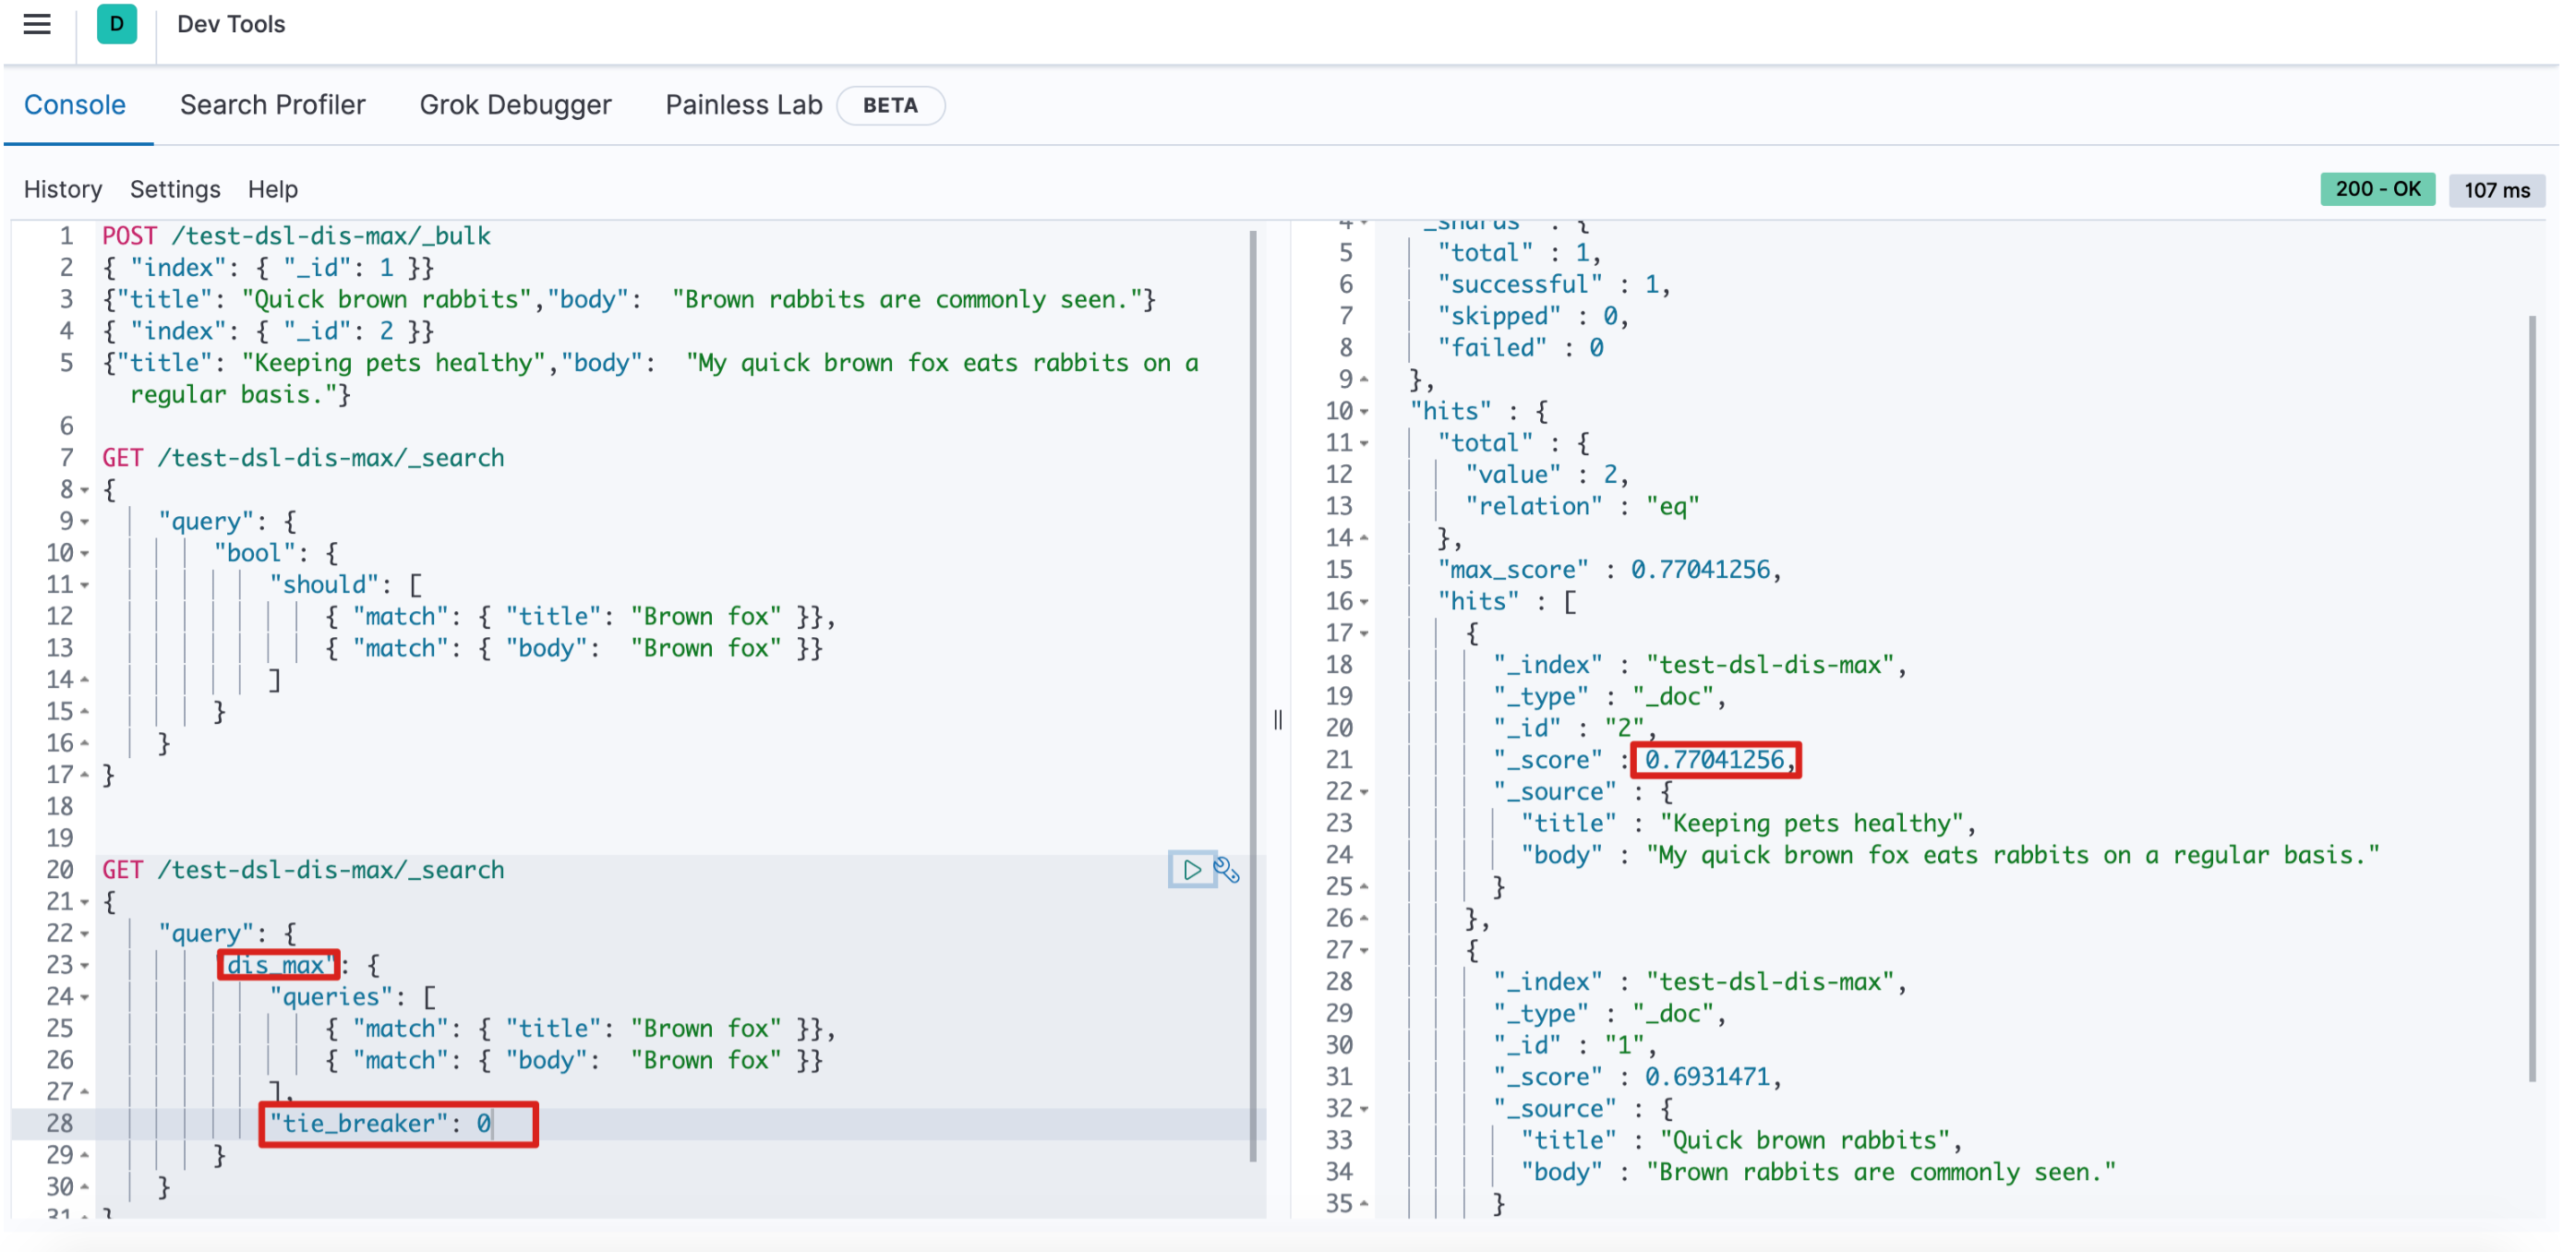 D Dev Tools
Console Search Profiler Grok Debugger Painless Lab BETA
History Settings Help
200 - OK 107 ms
1 POST /test-dsl-dis-max/_bulk
2 { "index": { "_id": 1 }}
3 {"title": "Quick brown rabbits","body":  "Brown rabbits are commonly seen."}
4 { "index": { "_id": 2 }}
5 {"title": "Keeping pets healthy","body":  "My quick brown fox eats rabbits on a
regular basis."}
6
7 GET /test-dsl-dis-max/_search
8 {
9 "query": {
10 "bool": {
11 "should": [
12 { "match": { "title": "Brown fox" }},
13 { "match": { "body":  "Brown fox" }}
14 ]
15 }
16 }
17 }
18
19
20 GET /test-dsl-dis-max/_search
21 {
22 "query": {
23 dis_max": {
24 "queries": [
25 { "match": { "title": "Brown fox" }},
26 { "match": { "body":  "Brown fox" }}
27 ],
28 "tie_breaker": 0
29 }
30 }
31 }
4 "_shards" : {
5 "total" : 1,
6 "successful" : 1,
7 "skipped" : 0,
8 "failed" : 0
9 },
10 "hits" : {
11 "total" : {
12 "value" : 2,
13 "relation" : "eq"
14 },
15 "max_score" : 0.77041256,
16 "hits" : [
17 {
18 "_index" : "test-dsl-dis-max",
19 "_type" : "_doc",
20 "_id" : "2",
21 "_score" : 0.77041256,
22 "_source" : {
23 "title" : "Keeping pets healthy",
24 "body" : "My quick brown fox eats rabbits on a regular basis."
25 }
26 },
27 {
28 "_index" : "test-dsl-dis-max",
29 "_type" : "_doc",
30 "_id" : "1",
31 "_score" : 0.6931471,
32 "_source" : {
33 "title" : "Quick brown rabbits",
34 "body" : "Brown rabbits are commonly seen."
35 }